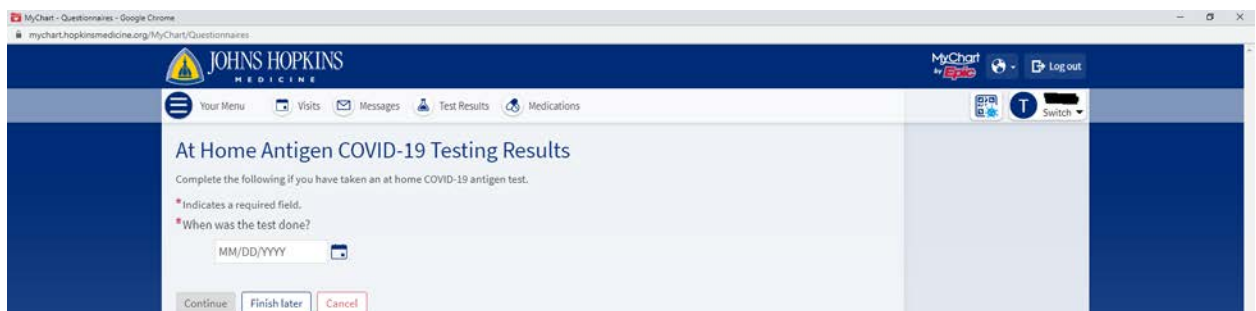 MyChart - Questionnaires - Google Chrome
mychart.hopkinsmedicine.org/MyChart/Questionnaires
JOHNS HOPKINS
MEDICINE
MyChart
by Epic
Log out
Your Menu Visits Messages Test Results Medications
T
Switch
At Home Antigen COVID-19 Testing Results
Complete the following if you have taken an at home COVID-19 antigen test.
*Indicates a required field.
*When was the test done?
MM/DD/YYYY
Continue Finish later Cancel